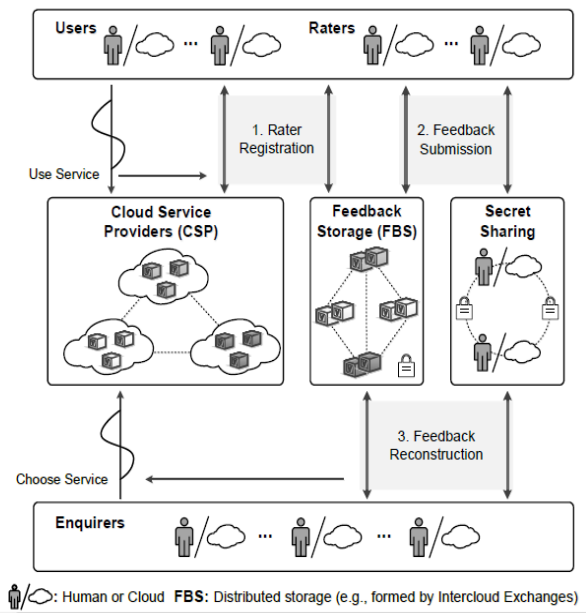 Users
Raters
...
...
1. Rater
Registration
2. Feedback
Submission
Use Service
Cloud Service
Providers (CSP)
Feedback
Storage (FBS)
Secret
Sharing
V V V
V V V
V V V
V V
V V
V V
V V
3. Feedback
Reconstruction
Choose Service
Enquirers
... ...
/ : Human or Cloud FBS: Distributed storage (e.g., formed by Intercloud Exchanges)